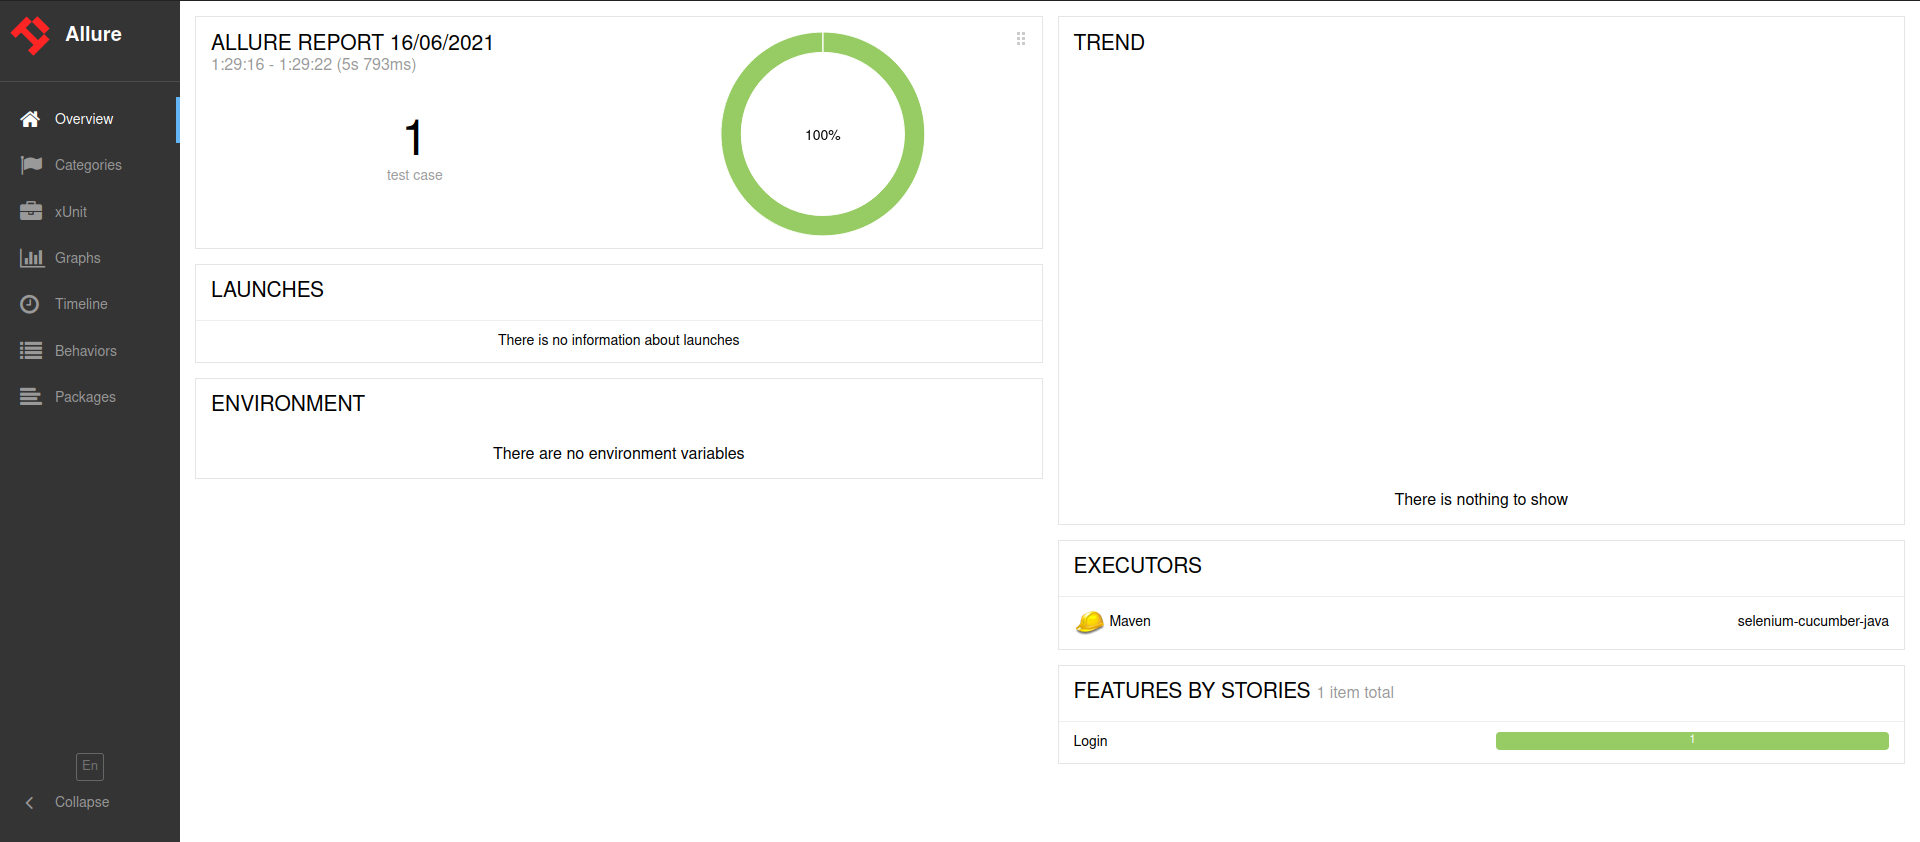 Allure
Overview
Categories
xUnit
Graphs
Timeline
Behaviors
Packages
En
Collapse
ALLURE REPORT 16/06/2021
1:29:16 - 1:29:22 (5s 793ms)
1
test case
100%
LAUNCHES
There is no information about launches
ENVIRONMENT
There are no environment variables
TREND
There is nothing to show
EXECUTORS
Maven selenium-cucumber-java
FEATURES BY STORIES 1 item total
Login 1